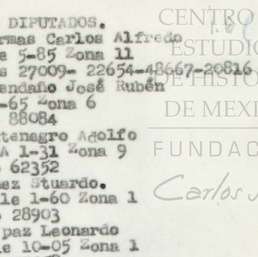 DIPUTADOS.
rmas Carlos Alfredo
e 5-85 Zona 11
s 27009- 22654-48667-20816
endaño José Rubén
-65 Zona 6
88084
tenegro Adolfo
A 1-31 Zona 9
62352
ez Stuardo.
le 1-60 Zona 1
28903
paz Leonardo
le 10-05 Zona 1
CENTRO
ESTUDIO
DE HISTO
DE MEXI
FUNDAC
Carlos